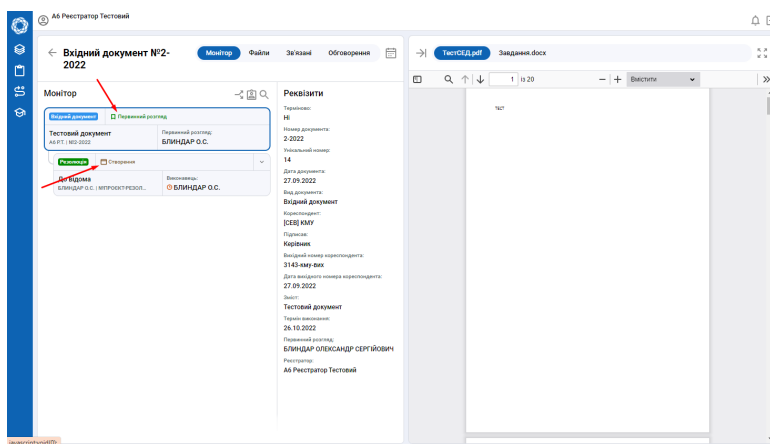 А6 Реєстратор Тестовий
Вхідний документ №2-
2022
Монітор Файли Зв'язані Обговорення
ТестСЕД.pdf Завдання.docx
1 із 20
Вмістити
Монітор
Вхідний документ Первинний розгляд
Тестовий документ
А6 Р.Т. | №2-2022
Первинний розгляд:
БЛИНДАР О.С.
Резолюція Створення
До відома
БЛИНДАР О.С. | №ПРОЄКТ-РЕЗОЛ...
Виконавець:
БЛИНДАР О.С.
Реквізити
Терміново:
Ні
Номер документа:
2-2022
Унікальний номер:
14
Дата документа:
27.09.2022
Вид документа:
Вхідний документ
Кореспондент:
[СЕВ] КМУ
Підписав:
Керівник
Вихідний номер кореспондента:
3143-кму-вих
Дата вихідного номера кореспондента:
27.09.2022
Зміст:
Тестовий документ
Термін виконання:
26.10.2022
Первинний розгляд:
БЛИНДАР ОЛЕКСАНДР СЕРГІЙОВИЧ
Реєстратор:
А6 Реєстратор Тестовий
ТЕСТ